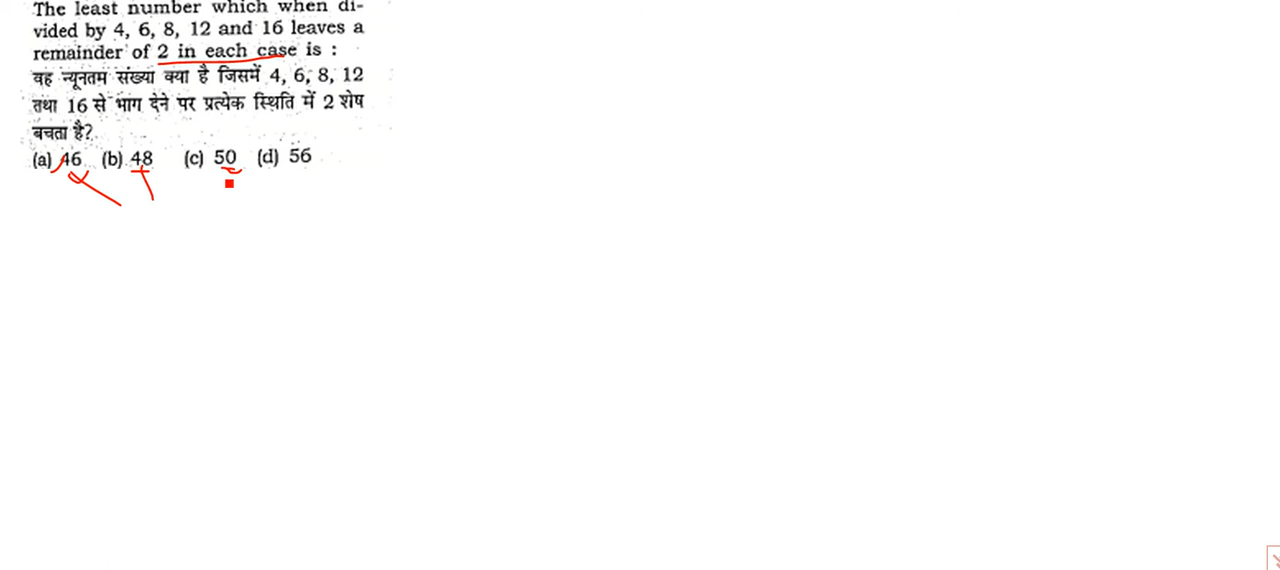 The least number which when di-
vided by 4, 6, 8, 12 and 16 leaves a
remainder of 2 in each case is :
वह न्यूनतम संख्या क्या है जिसमें 4, 6, 8, 12
तथा 16 से भाग देने पर प्रत्येक स्थिति में 2 शेष
बचता है?
(a) 46 (b) 48 (c) 50 (d) 56